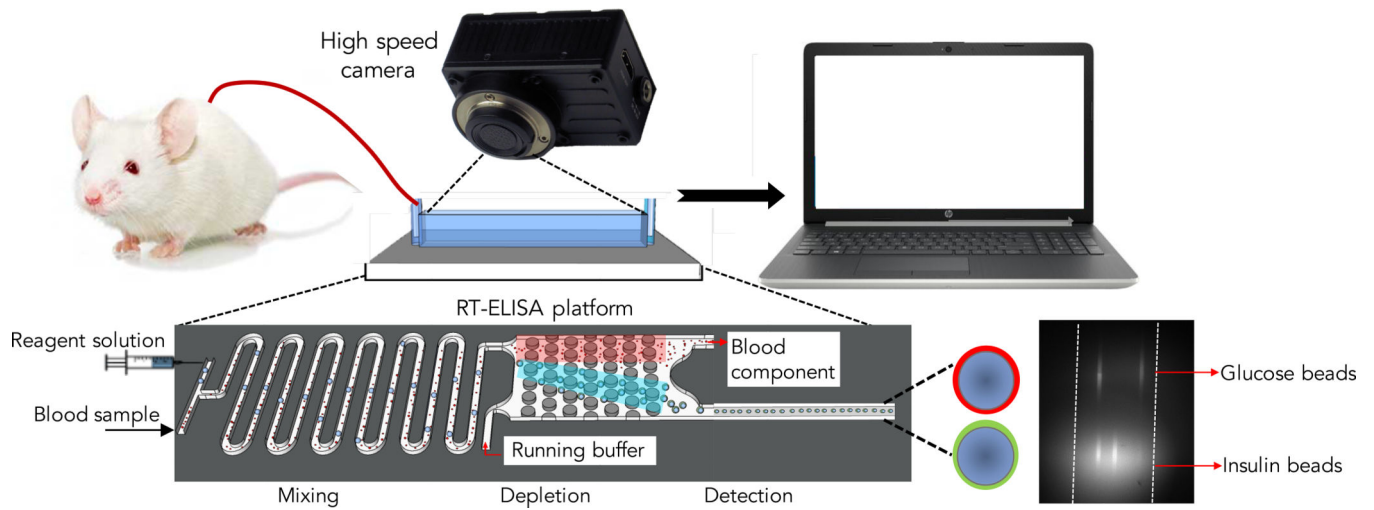 High speed
camera
hp
RT-ELISA platform
Reagent solution
Blood sample
Blood
component
Running buffer
Mixing
Depletion
Detection
Glucose beads
Insulin beads